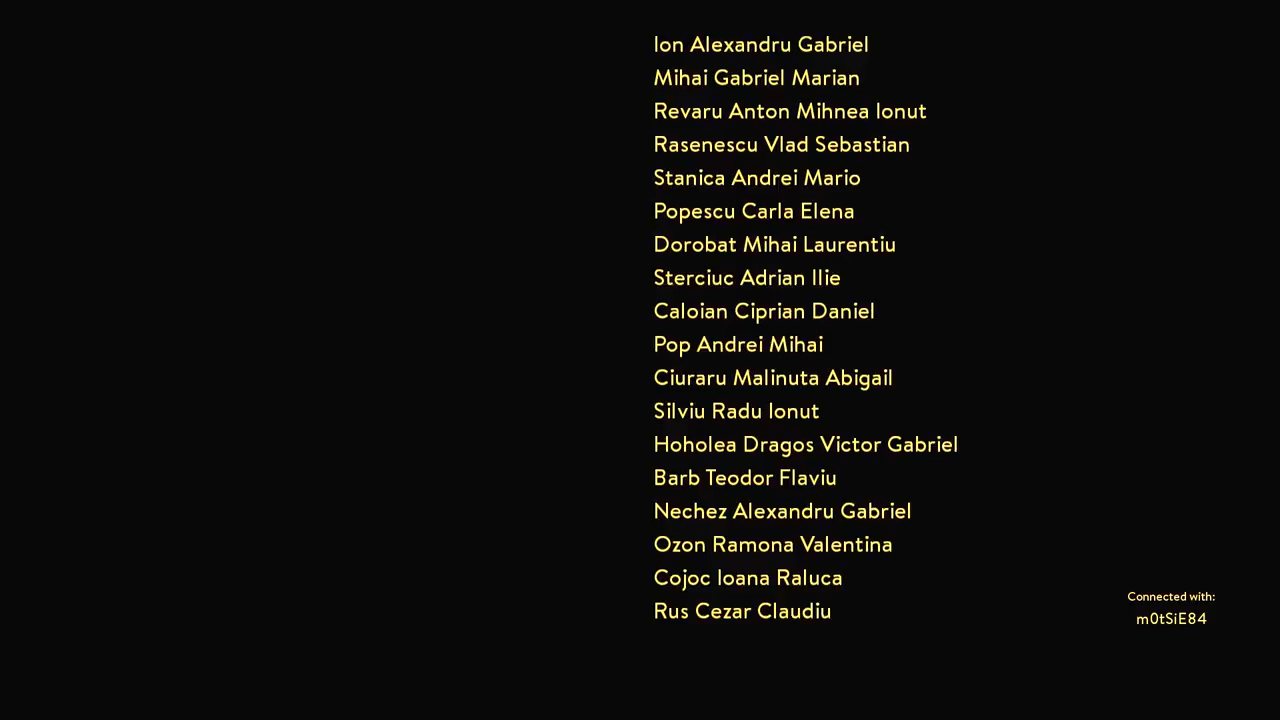 Ion Alexandru Gabriel
Mihai Gabriel Marian
Revaru Anton Mihnea Ionut
Rasenescu Vlad Sebastian
Stanica Andrei Mario
Popescu Carla Elena
Dorobat Mihai Laurentiu
Sterciuc Adrian Ilie
Caloian Ciprian Daniel
Pop Andrei Mihai
Ciuraru Malinuta Abigail
Silviu Radu Ionut
Hoholea Dragos Victor Gabriel
Barb Teodor Flaviu
Nechez Alexandru Gabriel
Ozon Ramona Valentina
Cojoc Ioana Raluca
Rus Cezar Claudiu
Connected with:
m0tSiE84